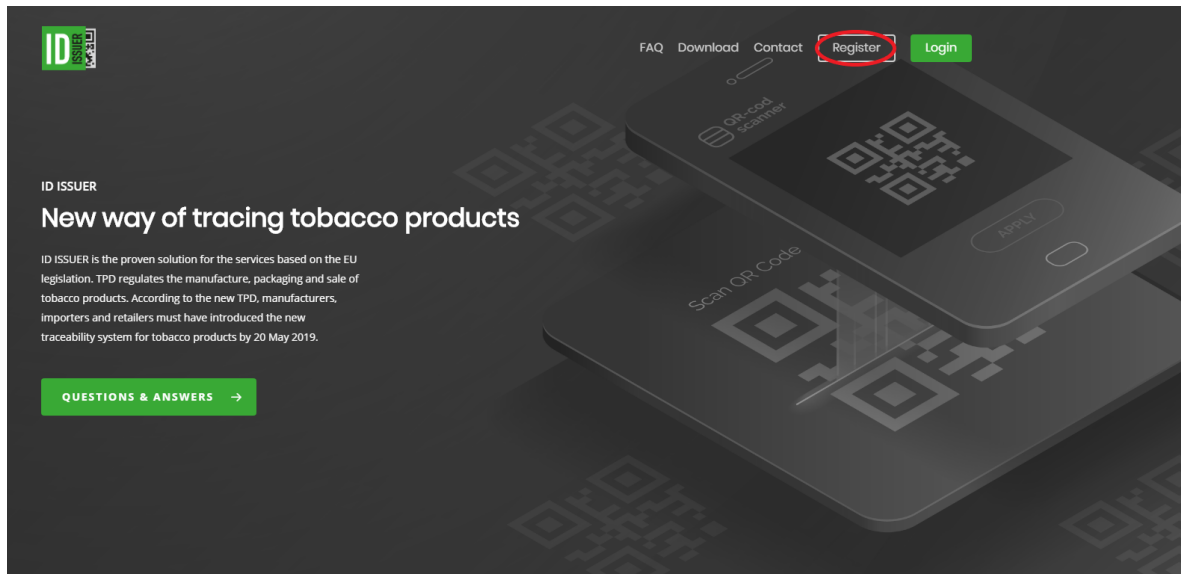 ID
ISSUER
FAQ Download Contact Register Login
QR-cod
scanner
APPLY
Scan QR Code
ID ISSUER
New way of tracing tobacco products
ID ISSUER is the proven solution for the services based on the EU
legislation. TPD regulates the manufacture, packaging and sale of
tobacco products. According to the new TPD, manufacturers,
importers and retailers must have introduced the new
traceability system for tobacco products by 20 May 2019.
QUESTIONS & ANSWERS →